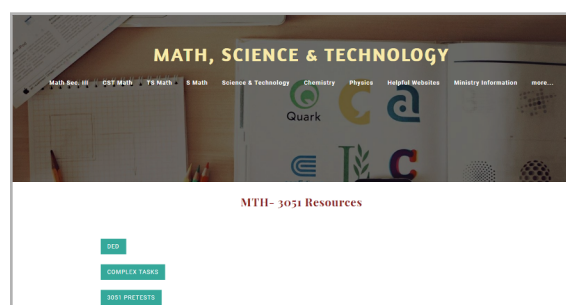 MATH, SCIENCE & TECHNOLOGY
Math Sec. III CST Math TS Math S Math Science & Technology Chemistry Physics Helpful Websites Ministry Information more...
Quark
MTH- 3051 Resources
DED
COMPLEX TASKS
3051 PRETESTS